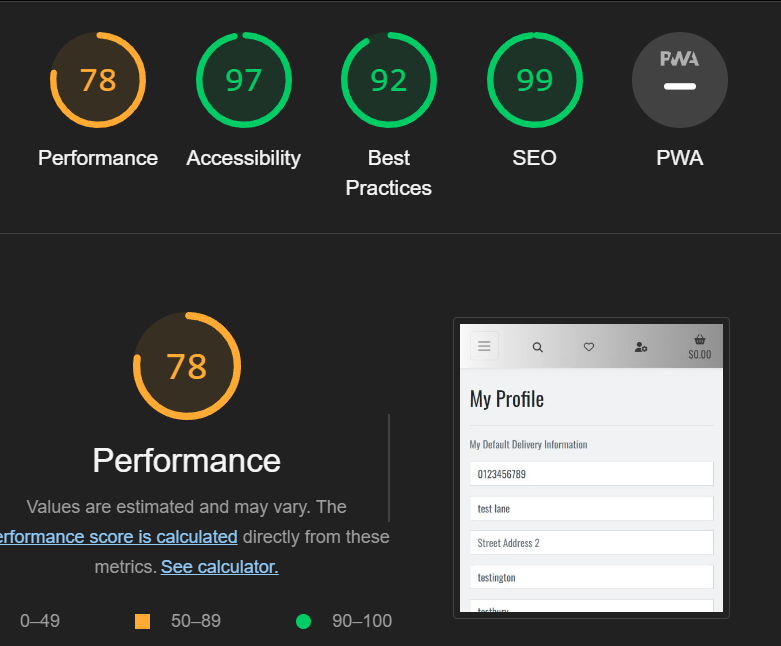 78
97
92
99
PWA
Performance
Accessibility
Best
Practices
SEO
PWA
78
Performance
Values are estimated and may vary. The
erformance score is calculated directly from these
metrics. See calculator.
0–49
50–89
90–100
$0.00
My Profile
My Default Delivery Information
0123456789
test lane
Street Address 2
testington
testbury